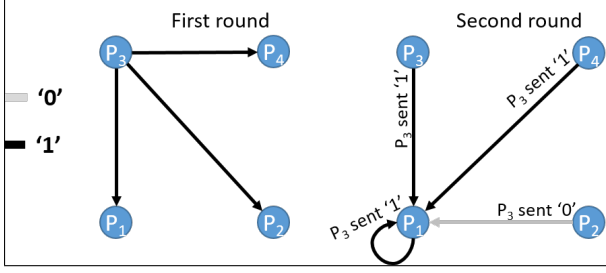 First round
P3
P4
'0'
'1'
P1
P2
Second round
P3
P4
P3 sent '1'
P3 sent '1'
P3 sent '1'
P3 sent '0'
P1
P2